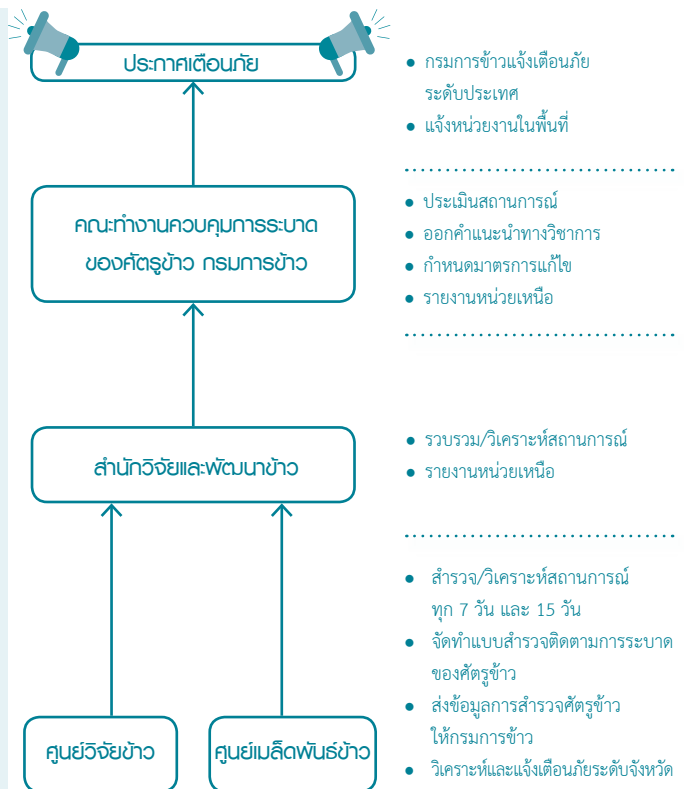 ประกาศเตือนภัย
● กรมการข้าวแจ้งเตือนภัย
ระดับประเทศ
● แจ้งหน่วยงานในพื้นที่
คณะทำงานควบคุมการระบาด
ของศัตรูข้าว กรมการข้าว
● ประเมินสถานการณ์
● ออกคำแนะนำทางวิชาการ
● กำหนดมาตรการแก้ไข
● รายงานหน่วยเหนือ
สำนักวิจัยและพัฒนาข้าว
● รวบรวม/วิเคราะห์สถานการณ์
● รายงานหน่วยเหนือ
ศูนย์วิจัยข้าว
ศูนย์เมล็ดพันธ์ข้าว
● สำรวจ/วิเคราะห์สถานการณ์
ทุก 7 วัน และ 15 วัน
● จัดทำแบบสำรวจติดตามการระบาด
ของศัตรูข้าว
● ส่งข้อมูลการสำรวจศัตรูข้าว
ให้กรมการข้าว
● วิเคราะห์และแจ้งเตือนภัยระดับจังหวัด